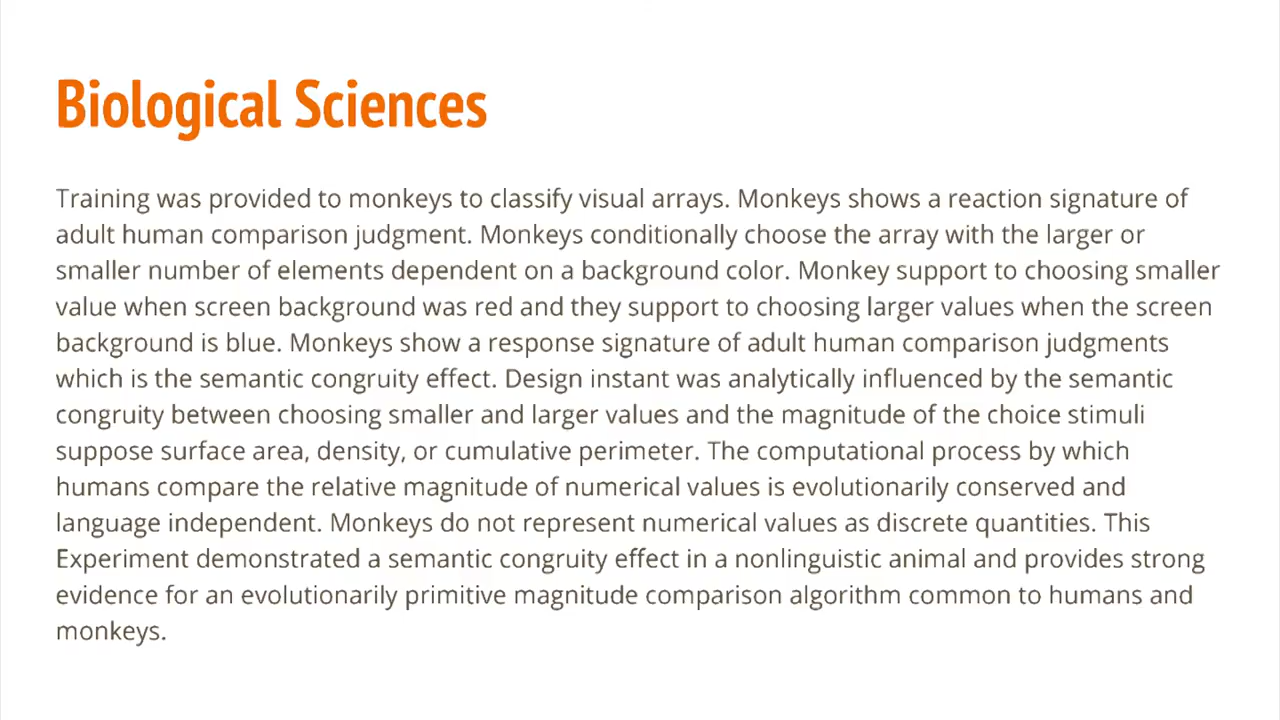 Biological Sciences
Training was provided to monkeys to classify visual arrays. Monkeys shows a reaction signature of
adult human comparison judgment. Monkeys conditionally choose the array with the larger or
smaller number of elements dependent on a background color. Monkey support to choosing smaller
value when screen background was red and they support to choosing larger values when the screen
background is blue. Monkeys show a response signature of adult human comparison judgments
which is the semantic congruity effect. Design instant was analytically influenced by the semantic
congruity between choosing smaller and larger values and the magnitude of the choice stimuli
suppose surface area, density, or cumulative perimeter. The computational process by which
humans compare the relative magnitude of numerical values is evolutionarily conserved and
language independent. Monkeys do not represent numerical values as discrete quantities. This
Experiment demonstrated a semantic congruity effect in a nonlinguistic animal and provides strong
evidence for an evolutionarily primitive magnitude comparison algorithm common to humans and
monkeys.